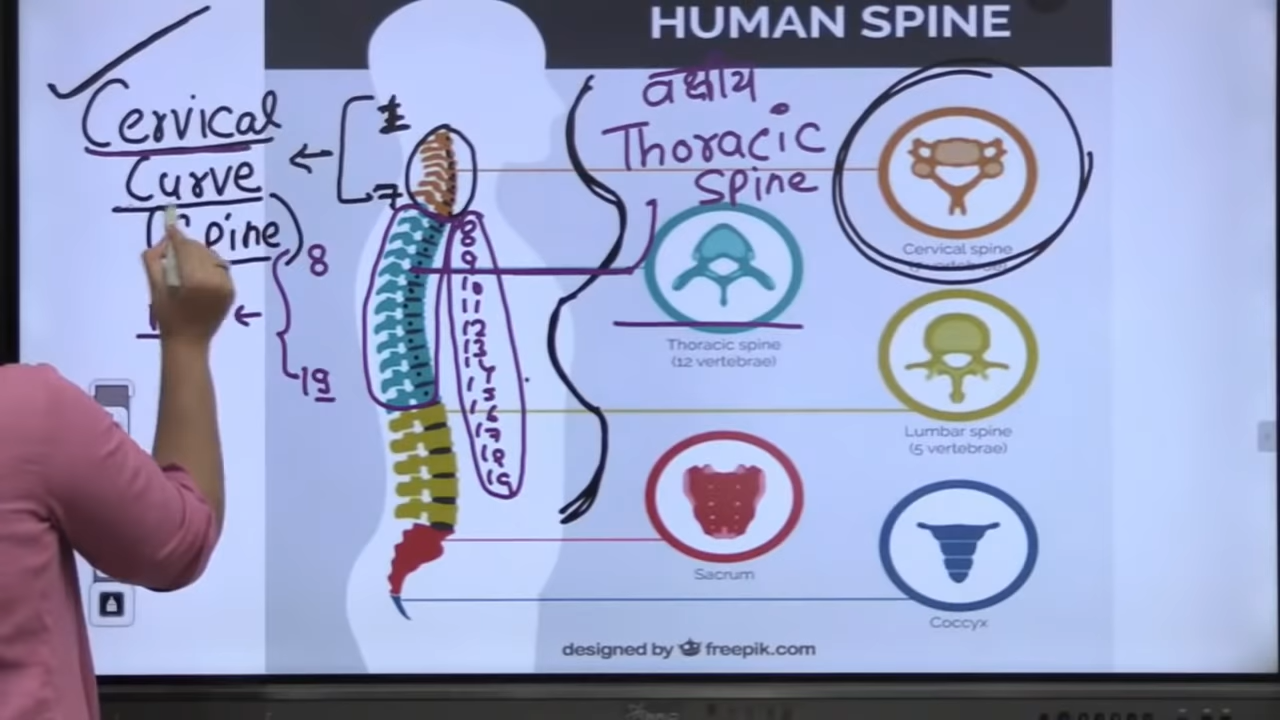 HUMAN SPINE
Cervical
Curve
Spine
1
7
8
19
वक्षीय
Thoracic
Spine
8
9
10
11
12
13
14
15
16
17
18
19
Cervical spine
Thoracic spine
(12 vertebrae)
Lumbar spine
(5 vertebrae)
Sacrum
Coccyx
designed by freepik.com